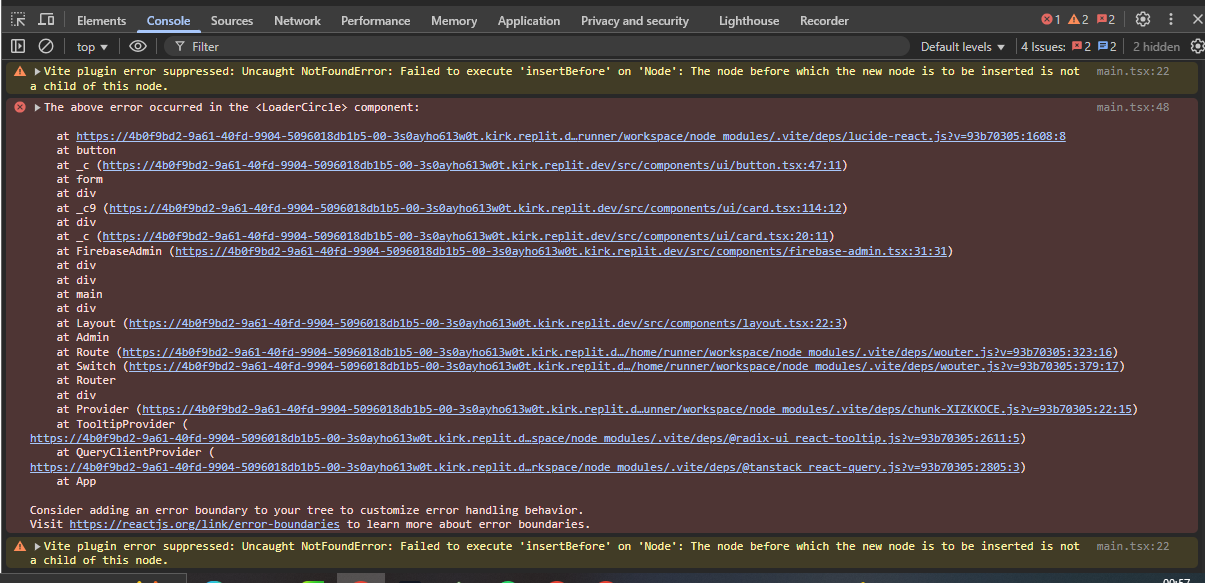 Elements Console Sources Network Performance Memory Application Privacy and security Lighthouse Recorder 1 2 2
top Filter Default levels 4 Issues: 2 2 2 hidden
Vite plugin error suppressed: Uncaught NotFoundError: Failed to execute 'insertBefore' on 'Node': The node before which the new node is to be inserted is not main.tsx:22
a child of this node.
The above error occurred in the <LoaderCircle> component: main.tsx:48
at https://4b0f9bd2-9a61-40fd-9904-5096018db1b5-00-3s0ayho613w0t.kirk.replit.d…runner/workspace/node_modules/.vite/deps/lucide-react.js?v=93b70305:1608:8
at button
at _c (https://4b0f9bd2-9a61-40fd-9904-5096018db1b5-00-3s0ayho613w0t.kirk.replit.dev/src/components/ui/button.tsx:47:11)
at form
at div
at _c9 (https://4b0f9bd2-9a61-40fd-9904-5096018db1b5-00-3s0ayho613w0t.kirk.replit.dev/src/components/ui/card.tsx:114:12)
at div
at _c (https://4b0f9bd2-9a61-40fd-9904-5096018db1b5-00-3s0ayho613w0t.kirk.replit.dev/src/components/ui/card.tsx:20:11)
at FirebaseAdmin (https://4b0f9bd2-9a61-40fd-9904-5096018db1b5-00-3s0ayho613w0t.kirk.replit.dev/src/components/firebase-admin.tsx:31:31)
at div
at div
at main
at div
at Layout (https://4b0f9bd2-9a61-40fd-9904-5096018db1b5-00-3s0ayho613w0t.kirk.replit.dev/src/components/layout.tsx:22:3)
at Admin
at Route (https://4b0f9bd2-9a61-40fd-9904-5096018db1b5-00-3s0ayho613w0t.kirk.replit.d…/home/runner/workspace/node_modules/.vite/deps/wouter.js?v=93b70305:323:16)
at Switch (https://4b0f9bd2-9a61-40fd-9904-5096018db1b5-00-3s0ayho613w0t.kirk.replit.d…/home/runner/workspace/node_modules/.vite/deps/wouter.js?v=93b70305:379:17)
at Router
at div
at Provider (https://4b0f9bd2-9a61-40fd-9904-5096018db1b5-00-3s0ayho613w0t.kirk.replit.d…unner/workspace/node_modules/.vite/deps/chunk-XIZKKOCE.js?v=93b70305:22:15)
at TooltipProvider (
https://4b0f9bd2-9a61-40fd-9904-5096018db1b5-00-3s0ayho613w0t.kirk.replit.d…space/node_modules/.vite/deps/@radix-ui_react-tooltip.js?v=93b70305:2611:5)
at QueryClientProvider (
https://4b0f9bd2-9a61-40fd-9904-5096018db1b5-00-3s0ayho613w0t.kirk.replit.d…rkspace/node_modules/.vite/deps/@tanstack_react-query.js?v=93b70305:2805:3)
at App
Consider adding an error boundary to your tree to customize error handling behavior.
Visit https://reactjs.org/link/error-boundaries to learn more about error boundaries.
Vite plugin error suppressed: Uncaught NotFoundError: Failed to execute 'insertBefore' on 'Node': The node before which the new node is to be inserted is not main.tsx:22
a child of this node.